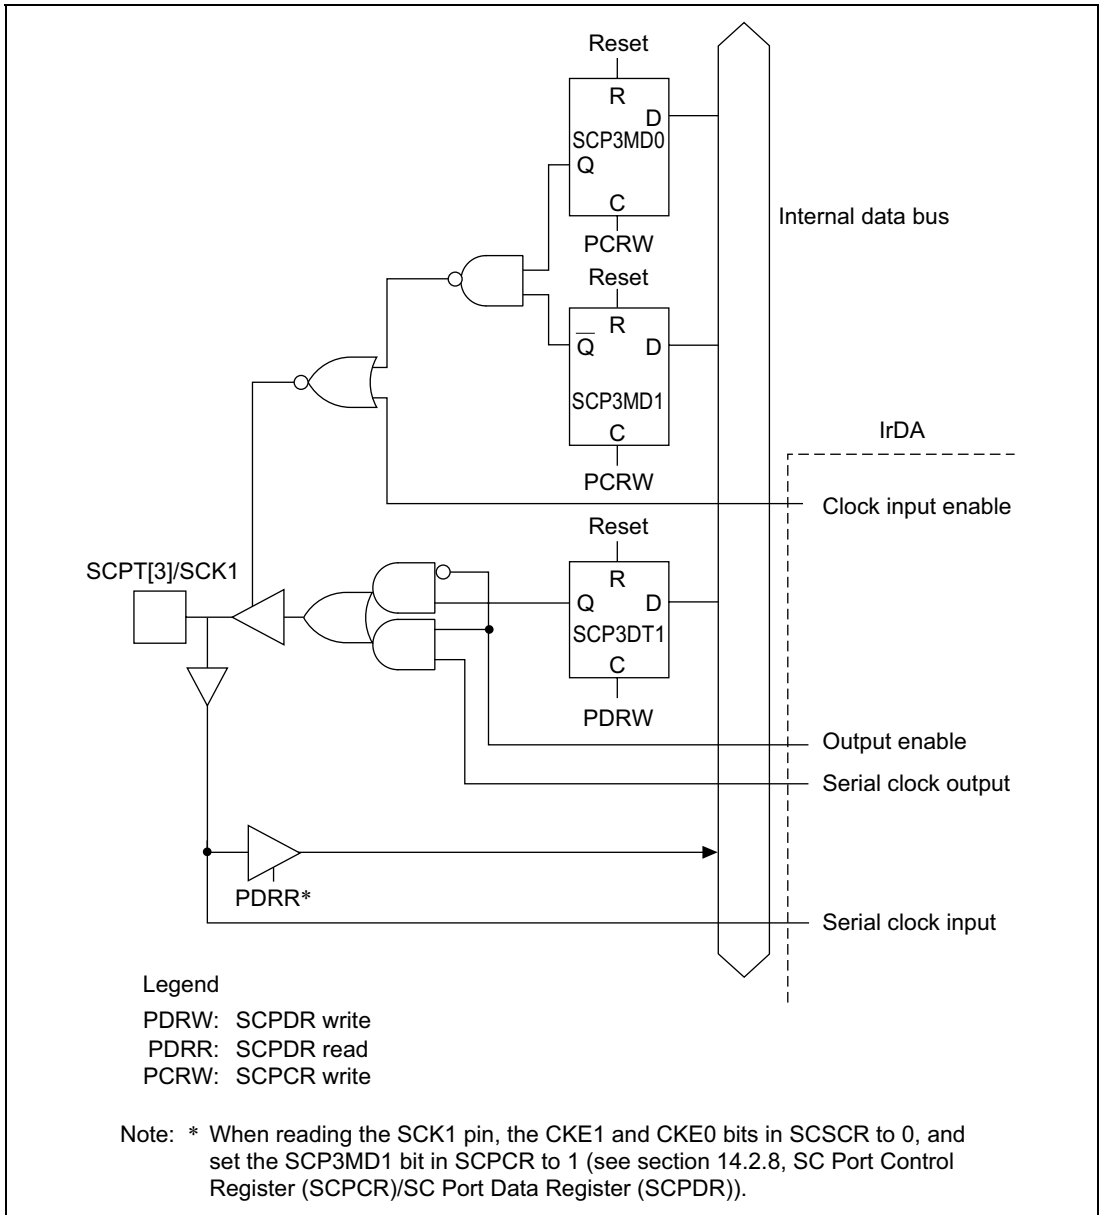 Reset
R
D
SCP3MD0
Q
C
PCRW
Internal data bus
Reset
R
Q̅
D
SCP3MD1
C
PCRW
IrDA
Clock input enable
Reset
SCPT[3]/SCK1
R
Q
D
SCP3DT1
C
PDRW
Output enable
Serial clock output
PDRR*
Serial clock input
Legend
PDRW: SCPDR write
PDRR: SCPDR read
PCRW: SCPCR write
Note: * When reading the SCK1 pin, the CKE1 and CKE0 bits in SCSCR to 0, and
set the SCP3MD1 bit in SCPCR to 1 (see section 14.2.8, SC Port Control
Register (SCPCR)/SC Port Data Register (SCPDR)).